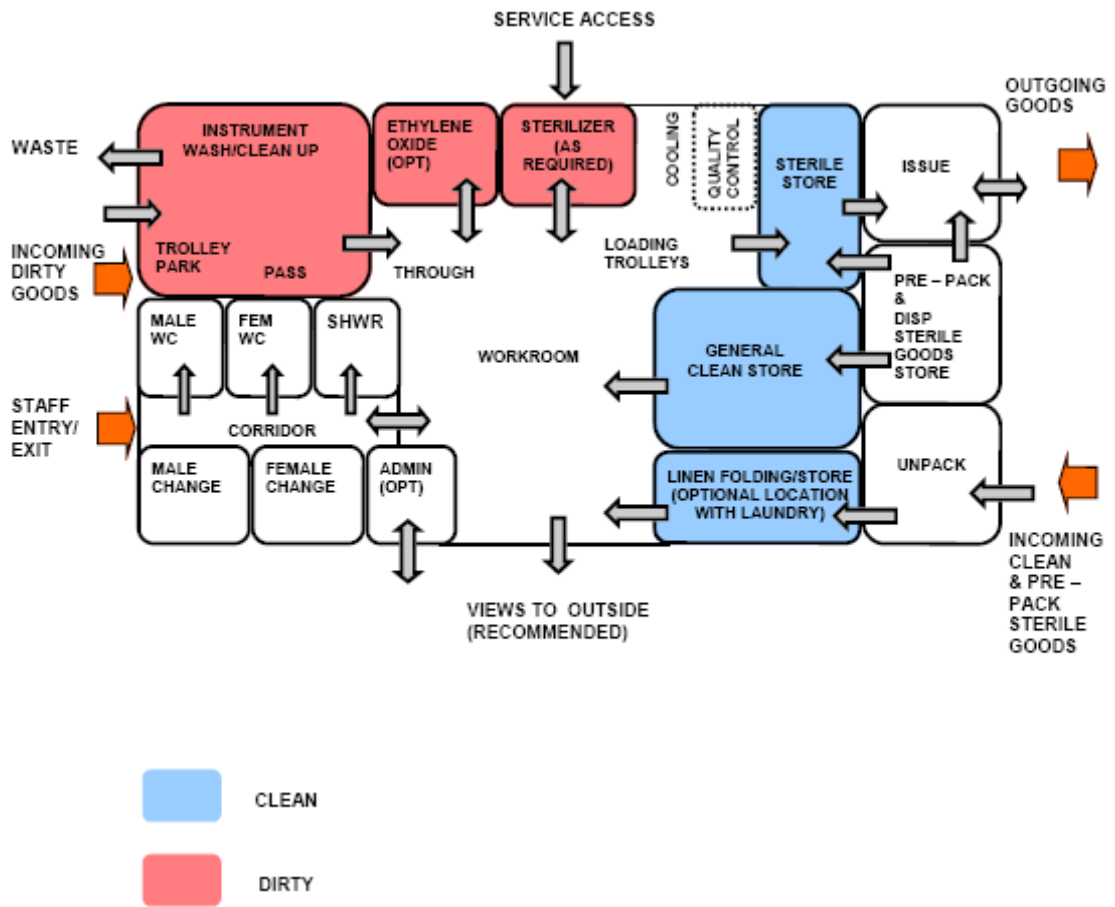 SERVICE ACCESS
OUTGOING
GOODS
WASTE
INSTRUMENT
WASH/CLEAN UP
ETHYLENE
OXIDE
(OPT)
STERILIZER
(AS
REQUIRED)
COOLING
QUALITY
CONTROL
STERILE
STORE
ISSUE
INCOMING
DIRTY
GOODS
TROLLEY
PARK
PASS
THROUGH
LOADING
TROLLEYS
PRE – PACK
&
DISP
STERILE
GOODS
STORE
MALE
WC
FEM
WC
SHWR
WORKROOM
GENERAL
CLEAN STORE
STAFF
ENTRY/
EXIT
CORRIDOR
MALE
CHANGE
FEMALE
CHANGE
ADMIN
(OPT)
LINEN FOLDING/STORE
(OPTIONAL LOCATION
WITH LAUNDRY)
UNPACK
INCOMING
CLEAN
& PRE –
PACK
STERILE
GOODS
VIEWS TO OUTSIDE
(RECOMMENDED)
CLEAN
DIRTY